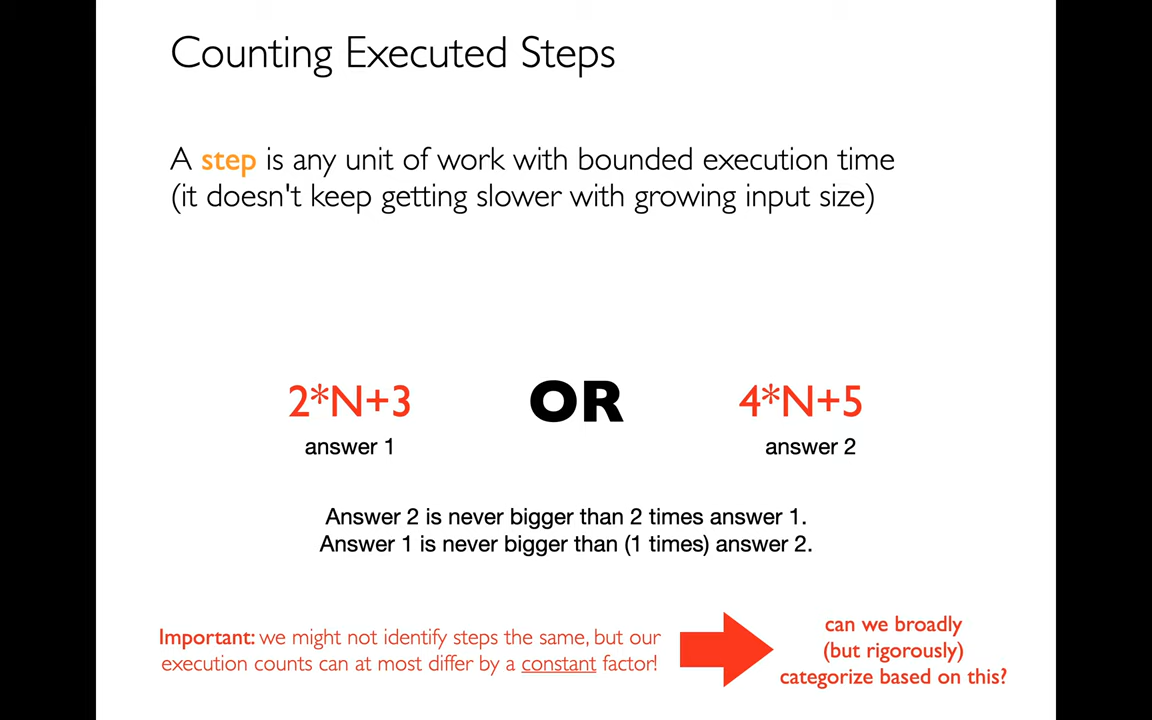 Counting Executed Steps
A step is any unit of work with bounded execution time
(it doesn't keep getting slower with growing input size)
2*N+3
answer 1
OR
4*N+5
answer 2
Answer 2 is never bigger than 2 times answer 1.
Answer 1 is never bigger than (1 times) answer 2.
Important: we might not identify steps the same, but our
execution counts can at most differ by a constant factor!
can we broadly
(but rigorously)
categorize based on this?